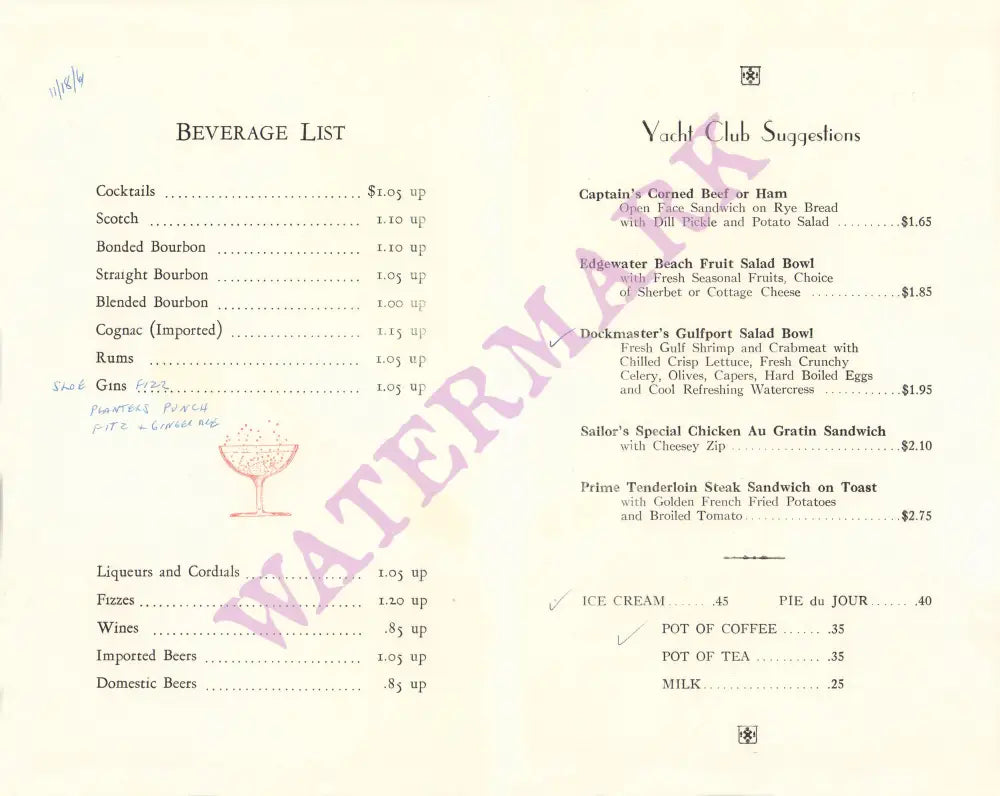 11/18/61
BEVERAGE LIST
Cocktails ............................. $1.05 up
Scotch ................................ 1.10 up
Bonded Bourbon ...................... 1.10 up
Straight Bourbon ...................... 1.05 up
Blended Bourbon ...................... 1.00 up
Cognac (Imported) .................... 1.15 up
Rums ................................ 1.05 up
SLOE Gins FIZZ ............................ 1.05 up
PLANTERS PUNCH
FITZ + GINGER ALE
Liqueurs and Cordials .................. 1.05 up
Fizzes .................................. 1.20 up
Wines ................................ .85 up
Imported Beers ........................ 1.05 up
Domestic Beers ........................ .85 up
Yacht Club Suggestions
Captain's Corned Beef or Ham
Open Face Sandwich on Rye Bread
with Dill Pickle and Potato Salad ..........$1.65
Edgewater Beach Fruit Salad Bowl
with Fresh Seasonal Fruits, Choice
of Sherbet or Cottage Cheese ..............$1.85
Dockmaster's Gulfport Salad Bowl
Fresh Gulf Shrimp and Crabmeat with
Chilled Crisp Lettuce, Fresh Crunchy
Celery, Olives, Capers, Hard Boiled Eggs
and Cool Refreshing Watercress ............$1.95
Sailor's Special Chicken Au Gratin Sandwich
with Cheesey Zip ..........................$2.10
Prime Tenderloin Steak Sandwich on Toast
with Golden French Fried Potatoes
and Broiled Tomato........................$2.75
ICE CREAM...... .45 PIE du JOUR...... .40
POT OF COFFEE ...... .35
POT OF TEA .......... .35
MILK.................. .25
WATERMARK